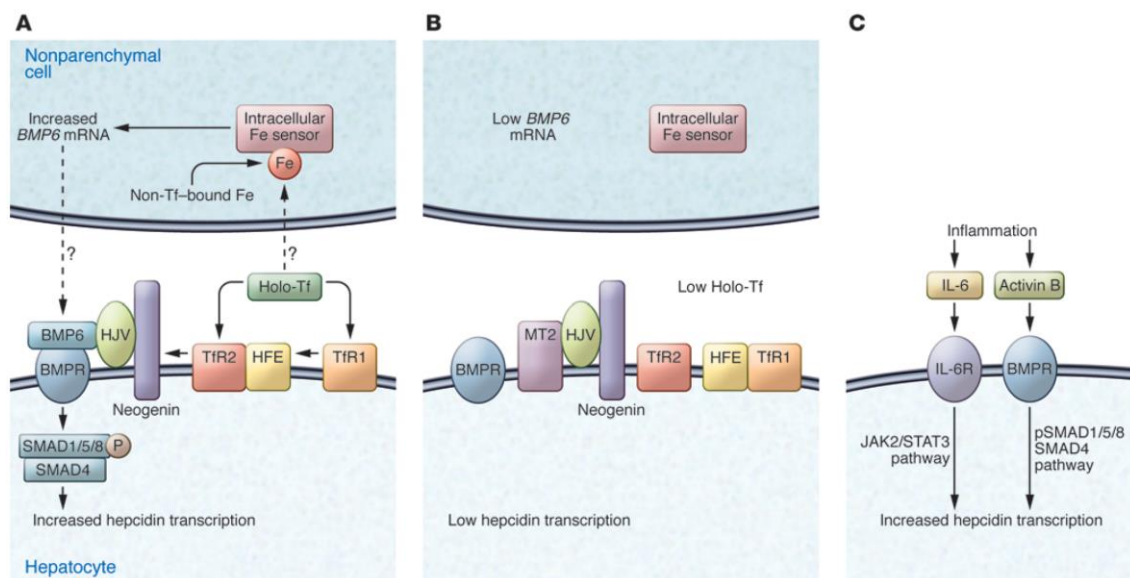 A
Nonparenchymal
cell
Increased
BMP6 mRNA
Intracellular
Fe sensor
Fe
Non-Tf–bound Fe
?
?
Holo-Tf
BMP6
HJV
BMPR
TfR2
HFE
TfR1
Neogenin
SMAD1/5/8
P
SMAD4
Increased hepcidin transcription
Hepatocyte
B
Low BMP6
mRNA
Intracellular
Fe sensor
Low Holo-Tf
BMPR
MT2
HJV
TfR2
HFE
TfR1
Neogenin
Low hepcidin transcription
C
Inflammation
IL-6
Activin B
IL-6R
BMPR
JAK2/STAT3
pathway
pSMAD1/5/8
SMAD4
pathway
Increased hepcidin transcription